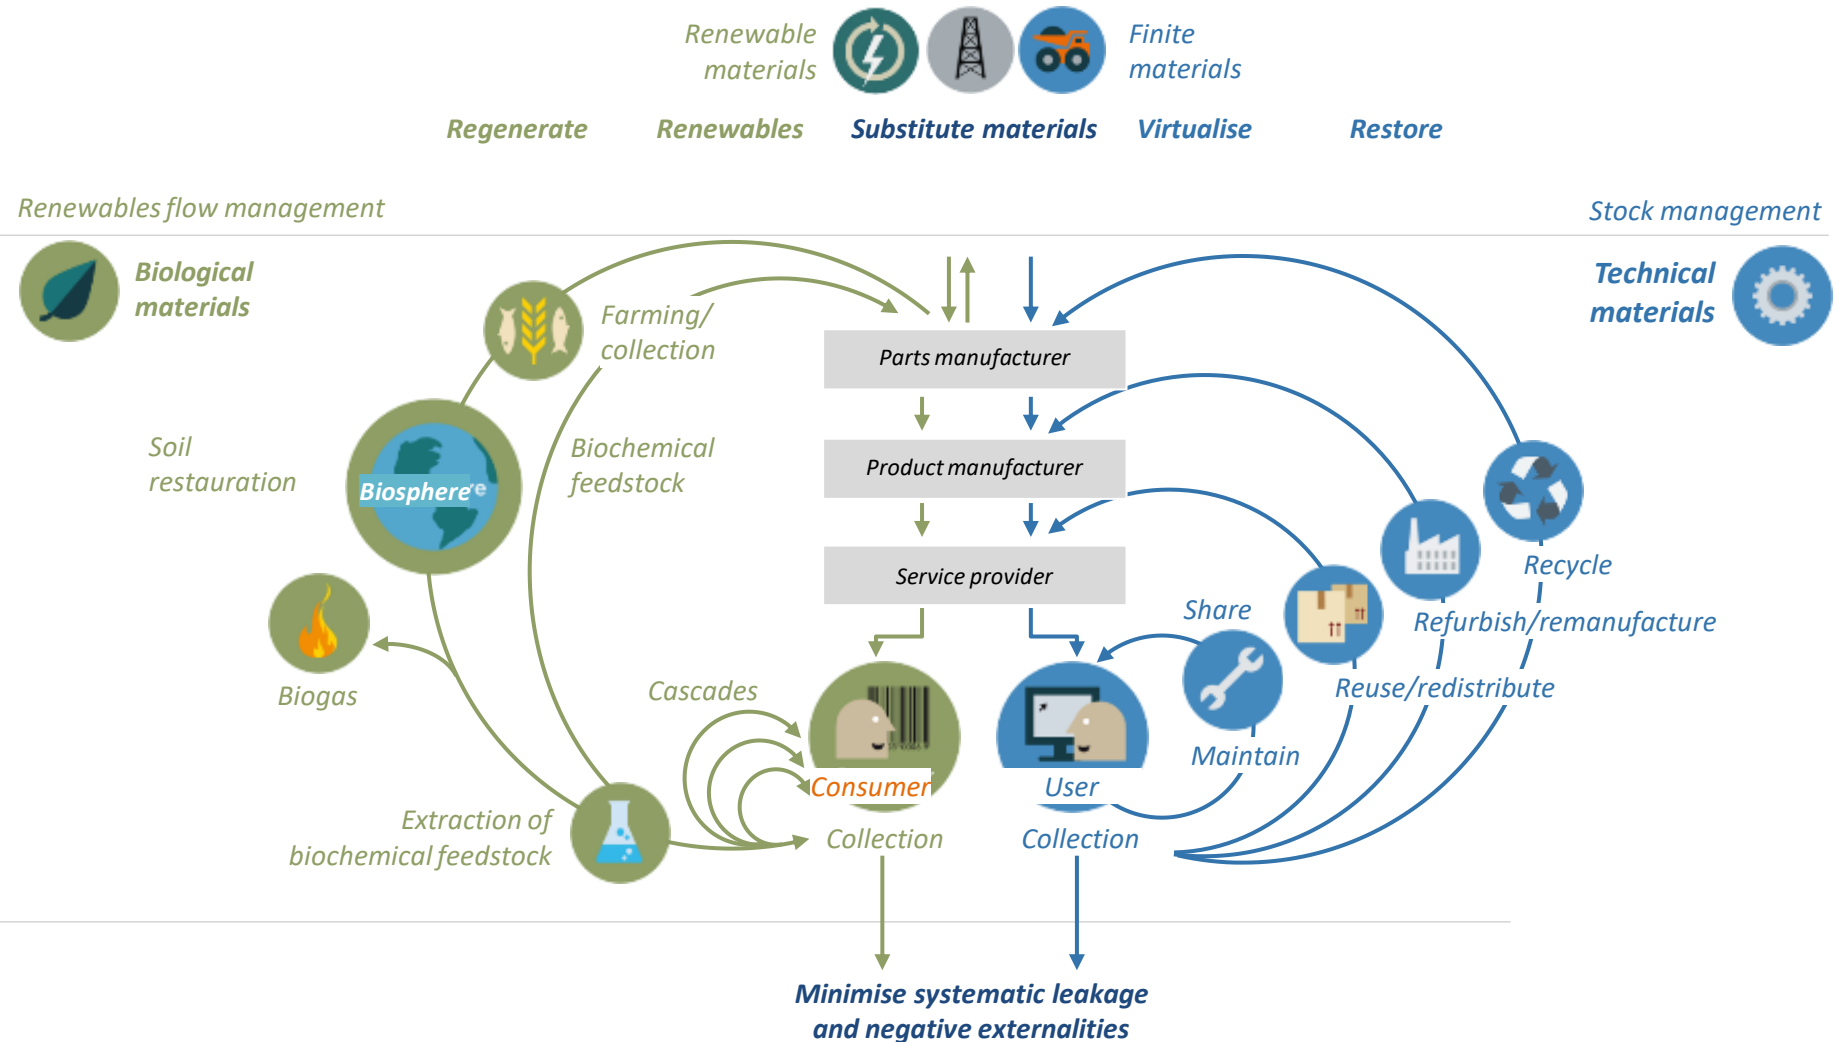 Renewable
materials
Finite
materials
Regenerate
Renewables
Substitute materials
Virtualise
Restore
Renewables flow management
Stock management
Biological
materials
Technical
materials
Farming/
collection
Parts manufacturer
Soil
restauration
Biosphere
Biochemical
feedstock
Product manufacturer
Service provider
Recycle
Refurbish/remanufacture
Share
Reuse/redistribute
Biogas
Cascades
Maintain
Consumer
User
Extraction of
biochemical feedstock
Collection
Collection
Minimise systematic leakage
and negative externalities